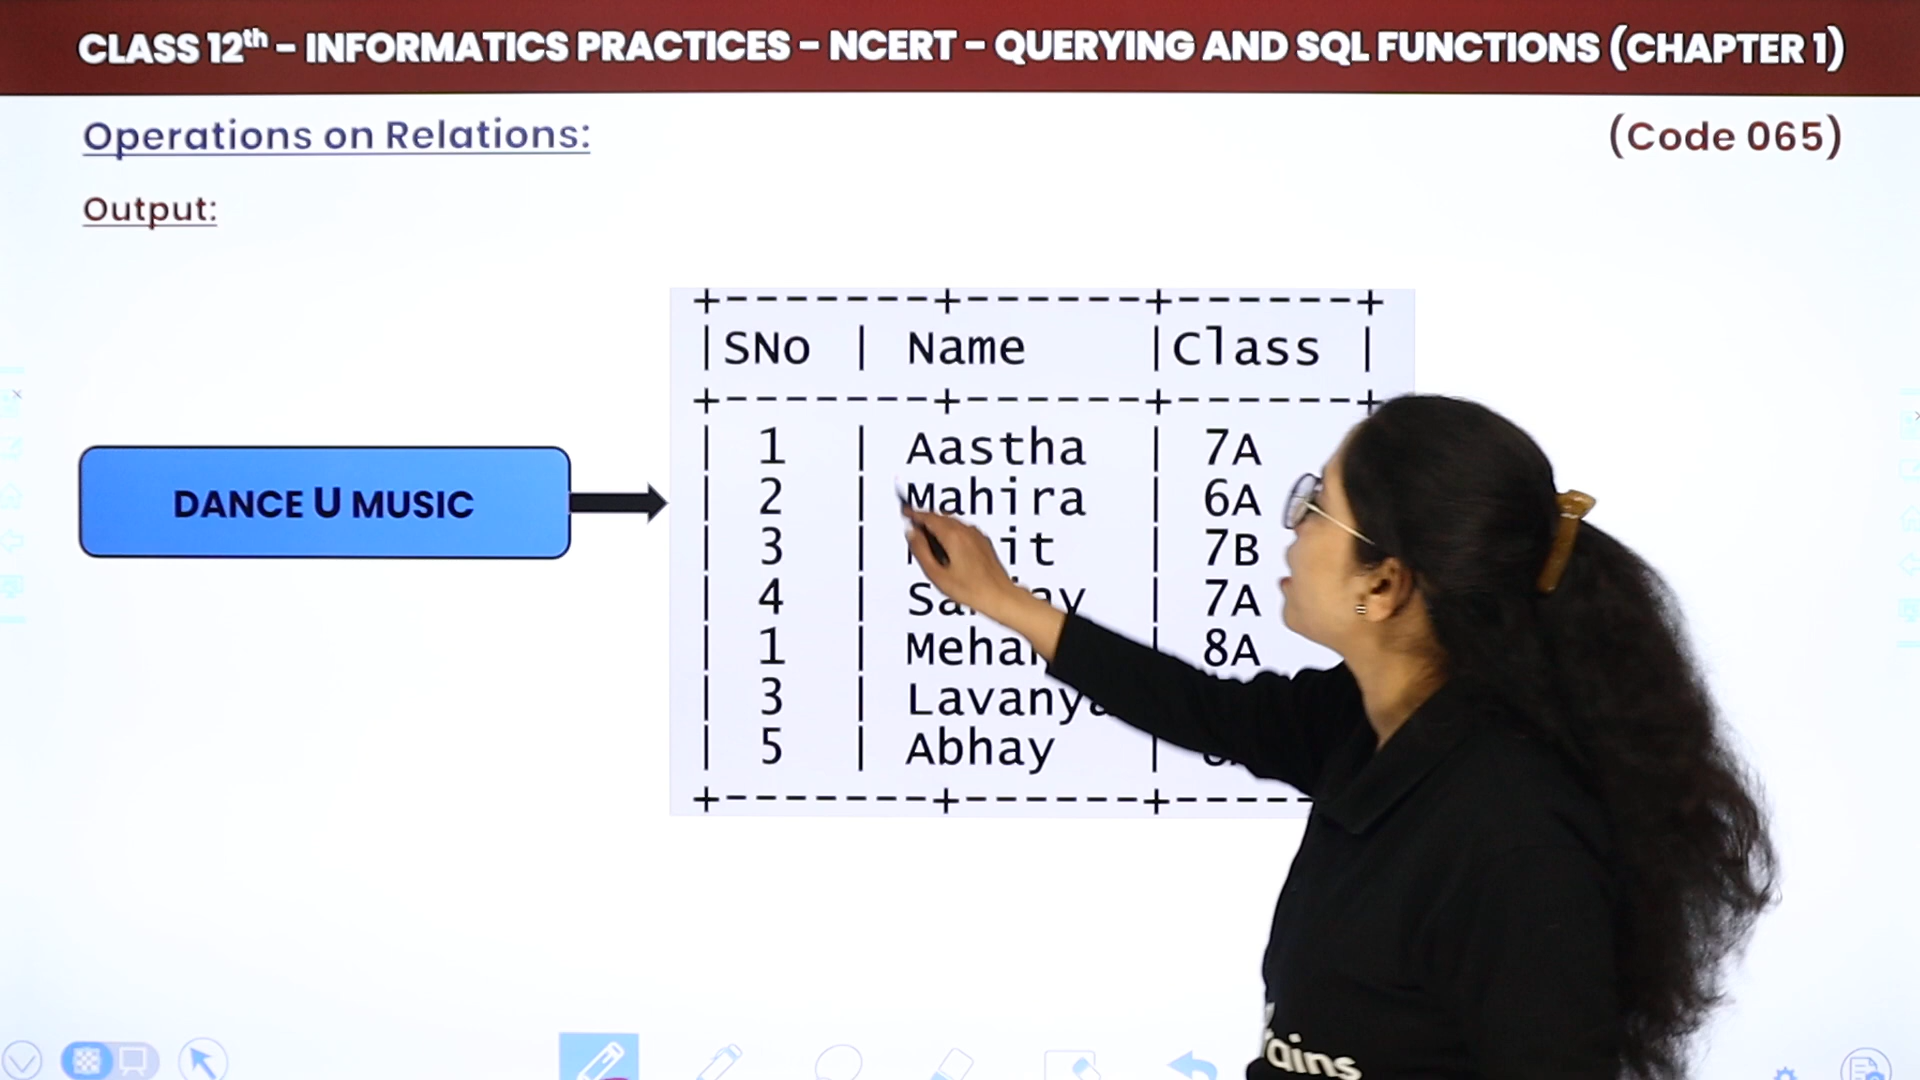 CLASS 12th – INFORMATICS PRACTICES – NCERT – QUERYING AND SQL FUNCTIONS (CHAPTER 1)
Operations on Relations:
(Code 065)
Output:
DANCE U MUSIC
+-------+------+------+
|SNo | Name |Class |
+-------+------+------+
| 1 | Aastha | 7A
| 2 | Mahira | 6A
| 3 | | 7B
| 4 | | 7A
| 1 | | 8A
| 3 | Lavanya
| 5 | Abhay |
+-------+------+-----